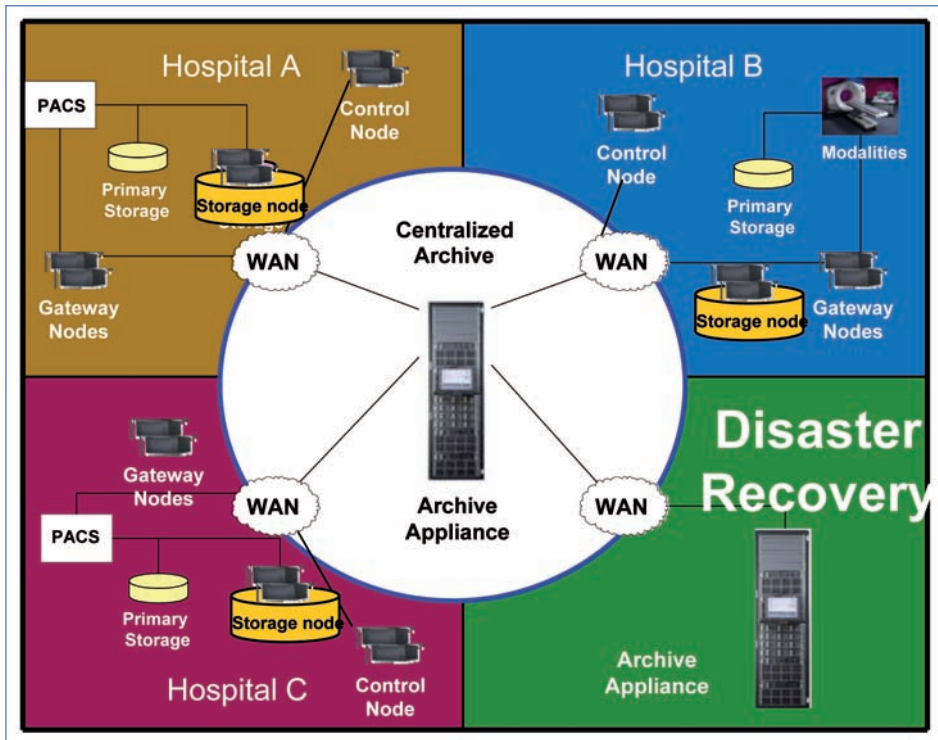 Hospital A
PACS
Control
Node
Primary
Storage
Storage node
WAN
Gateway
Nodes
Hospital B
Control
Node
Modalities
Primary
Storage
WAN
Storage node
Gateway
Nodes
Centralized
Archive
Archive
Appliance
Gateway
Nodes
WAN
PACS
Primary
Storage
Storage node
Control
Node
Hospital C
Disaster
Recovery
WAN
Archive
Appliance